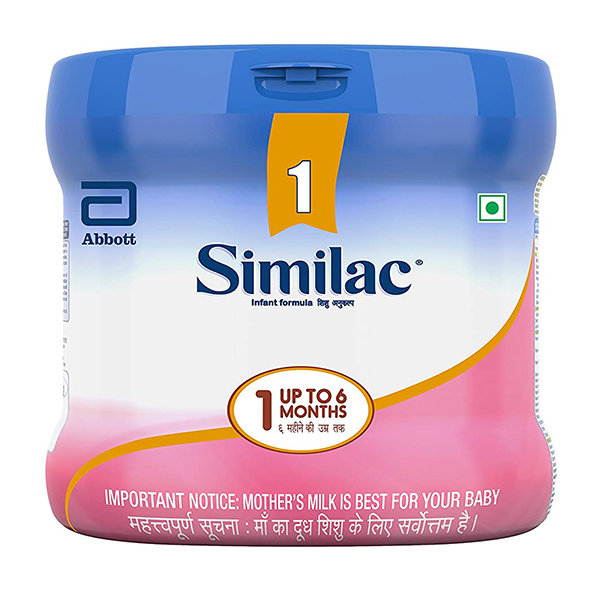 1
Abbott
Similac®
Infant formula शिशु अनुकल्प
1 UP TO 6
MONTHS
६ महीने की उम्र तक
IMPORTANT NOTICE: MOTHER'S MILK IS BEST FOR YOUR BABY
महत्त्वपूर्ण सूचना : माँ का दूध शिशु के लिए सर्वोत्तम है।